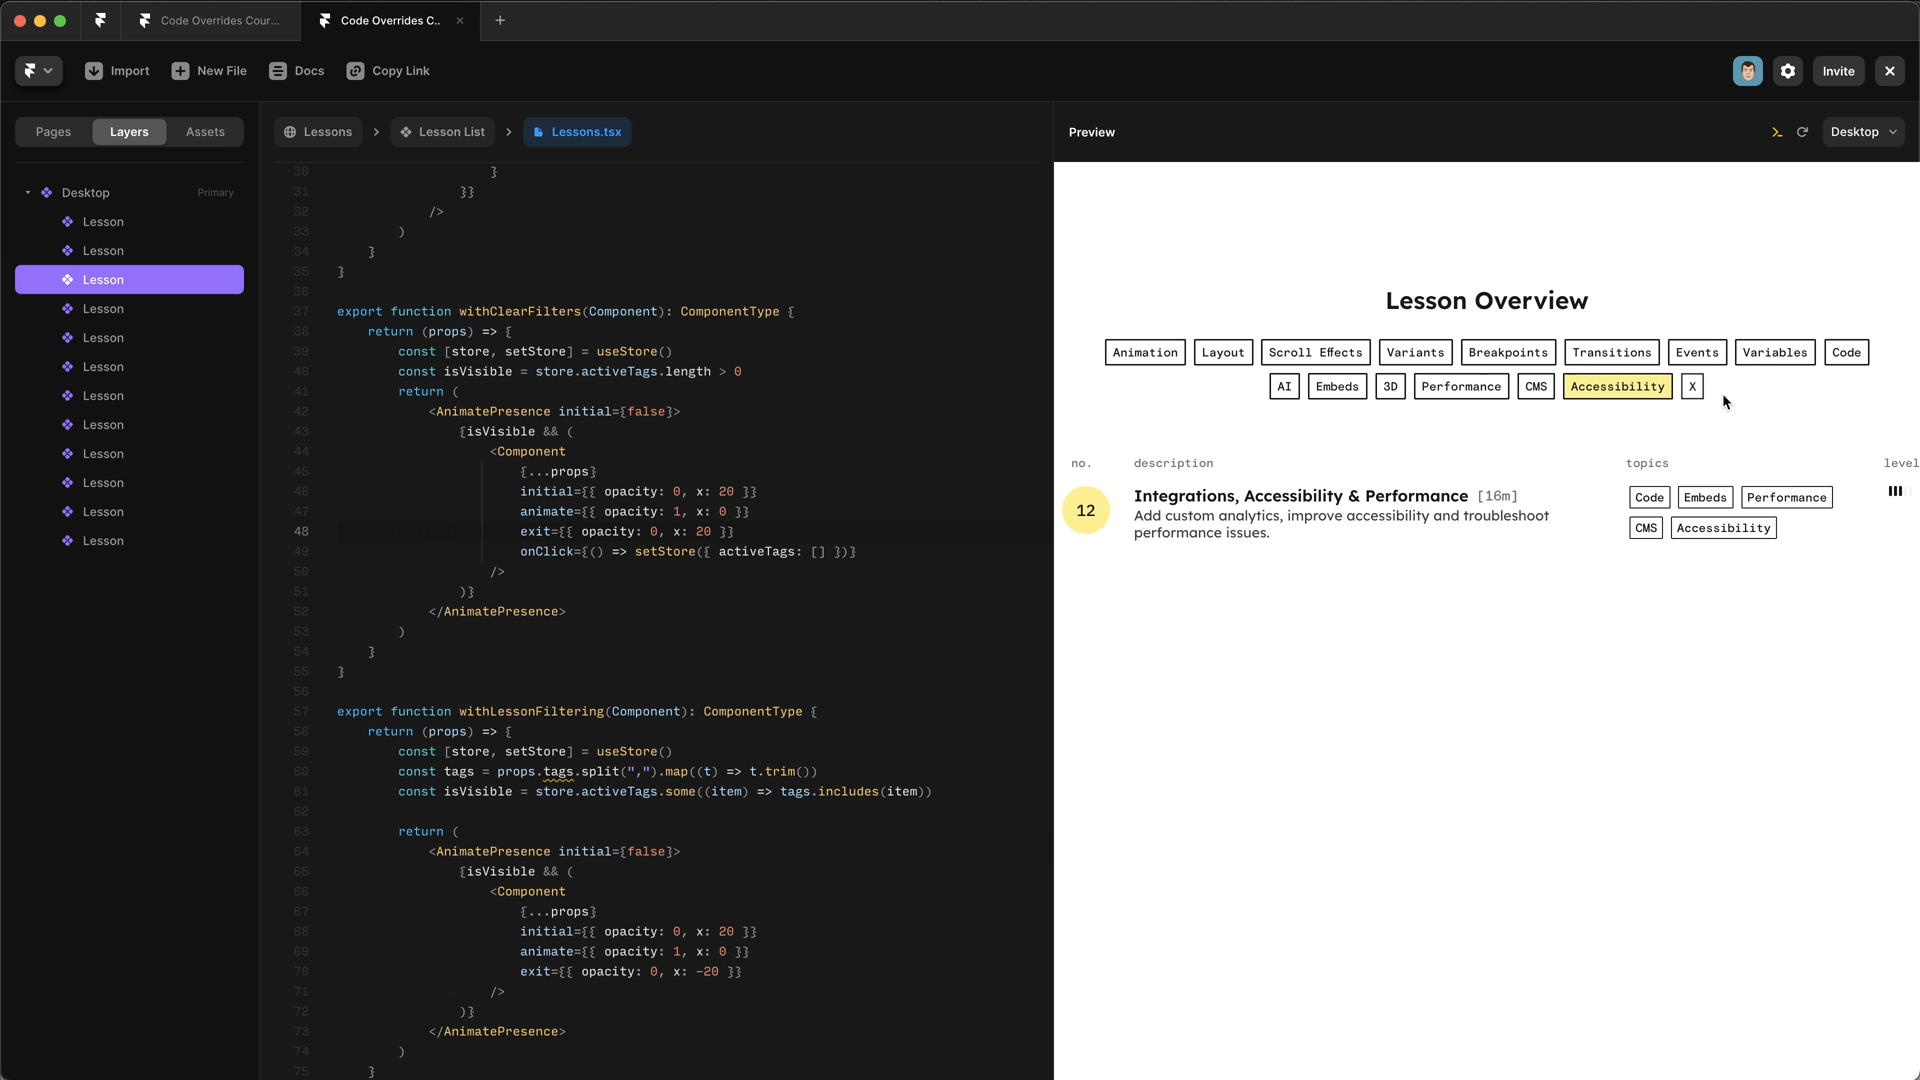 Code Overrides Cour...
Code Overrides C..
Import
New File
Docs
Copy Link
Invite
Pages
Layers
Assets
Lessons
Lesson List
Lessons.tsx
Preview
Desktop
Desktop
Primary
Lesson
Lesson
Lesson
Lesson
Lesson
Lesson
Lesson
Lesson
Lesson
Lesson
Lesson
Lesson
30 }
31 }}
32 />
33 )
34 }
35 }
36
37 export function withClearFilters(Component): ComponentType {
38 return (props) => {
39 const [store, setStore] = useStore()
40 const isVisible = store.activeTags.length > 0
41 return (
42 <AnimatePresence initial={false}>
43 {isVisible && (
44 <Component
45 {...props}
46 initial={{ opacity: 0, x: 20 }}
47 animate={{ opacity: 1, x: 0 }}
48 exit={{ opacity: 0, x: 20 }}
49 onClick={() => setStore({ activeTags: [] })}
50 />
51 )}
52 </AnimatePresence>
53 )
54 }
55 }
56
57 export function withLessonFiltering(Component): ComponentType {
58 return (props) => {
59 const [store, setStore] = useStore()
60 const tags = props.tags.split(",").map((t) => t.trim())
61 const isVisible = store.activeTags.some((item) => tags.includes(item))
62
63 return (
64 <AnimatePresence initial={false}>
65 {isVisible && (
66 <Component
67 {...props}
68 initial={{ opacity: 0, x: 20 }}
69 animate={{ opacity: 1, x: 0 }}
70 exit={{ opacity: 0, x: -20 }}
71 />
72 )}
73 </AnimatePresence>
74 )
75 }
Lesson Overview
Animation Layout Scroll Effects Variants Breakpoints Transitions Events Variables Code
AI Embeds 3D Performance CMS Accessibility X
no. description topics level
12
Integrations, Accessibility & Performance [16m]
Add custom analytics, improve accessibility and troubleshoot
performance issues.
Code Embeds Performance
CMS Accessibility